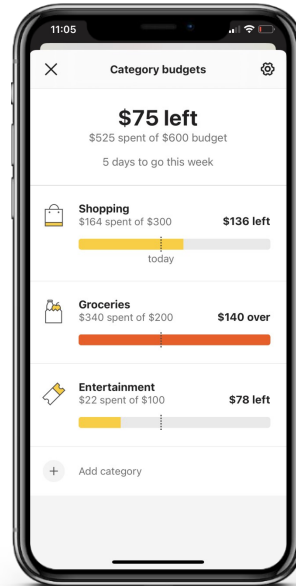 11:05
Category budgets
$75 left
$525 spent of $600 budget
5 days to go this week
Shopping
$164 spent of $300
$136 left
today
Groceries
$340 spent of $200
$140 over
Entertainment
$22 spent of $100
$78 left
Add category